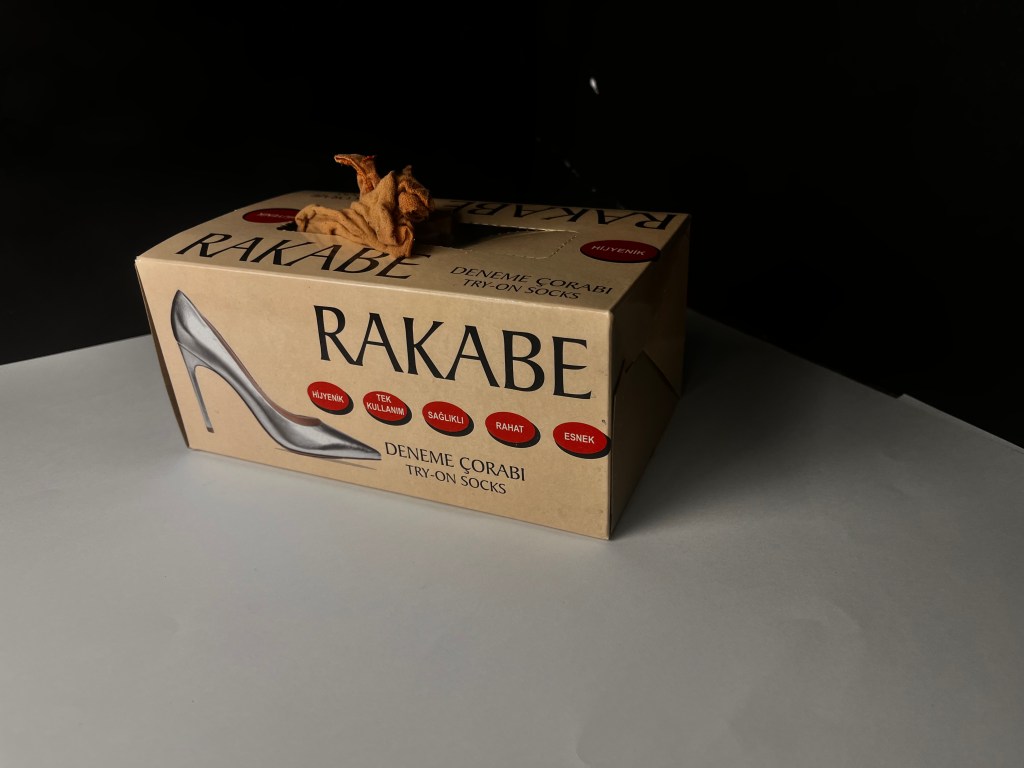 RAKABE
HİJYENİK
RAKABE
DENEME ÇORABI
TRY-ON SOCKS
RAKABE
HİJYENİK
TEK
KULLANIM
SAĞLIKLI
RAHAT
ESNEK
DENEME ÇORABI
TRY-ON SOCKS